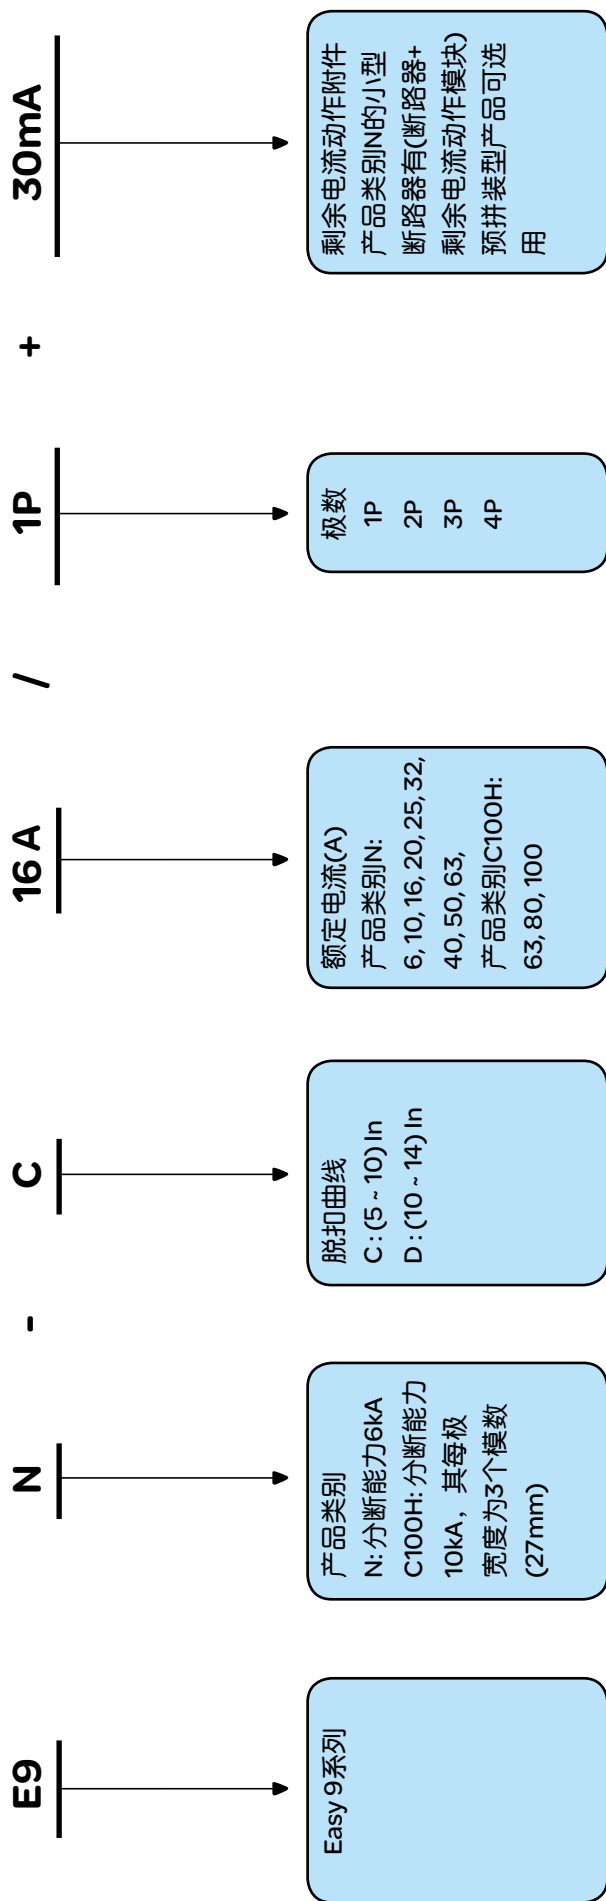 E9 N - C 16 A / 1P + 30mA
Easy 9系列
产品类别
N: 分断能力6kA
C100H: 分断能力
10kA，其每极
宽度为3个模数
(27mm)
脱扣曲线
C : (5 ~ 10) In
D : (10 ~ 14) In
额定电流(A)
产品类别N:
6, 10, 16, 20, 25, 32,
40, 50, 63,
产品类别C100H:
63, 80, 100
极数
1P
2P
3P
4P
剩余电流动作附件
产品类别N的小型
断路器有(断路器+
剩余电流动作模块)
预拼装型产品可选
用